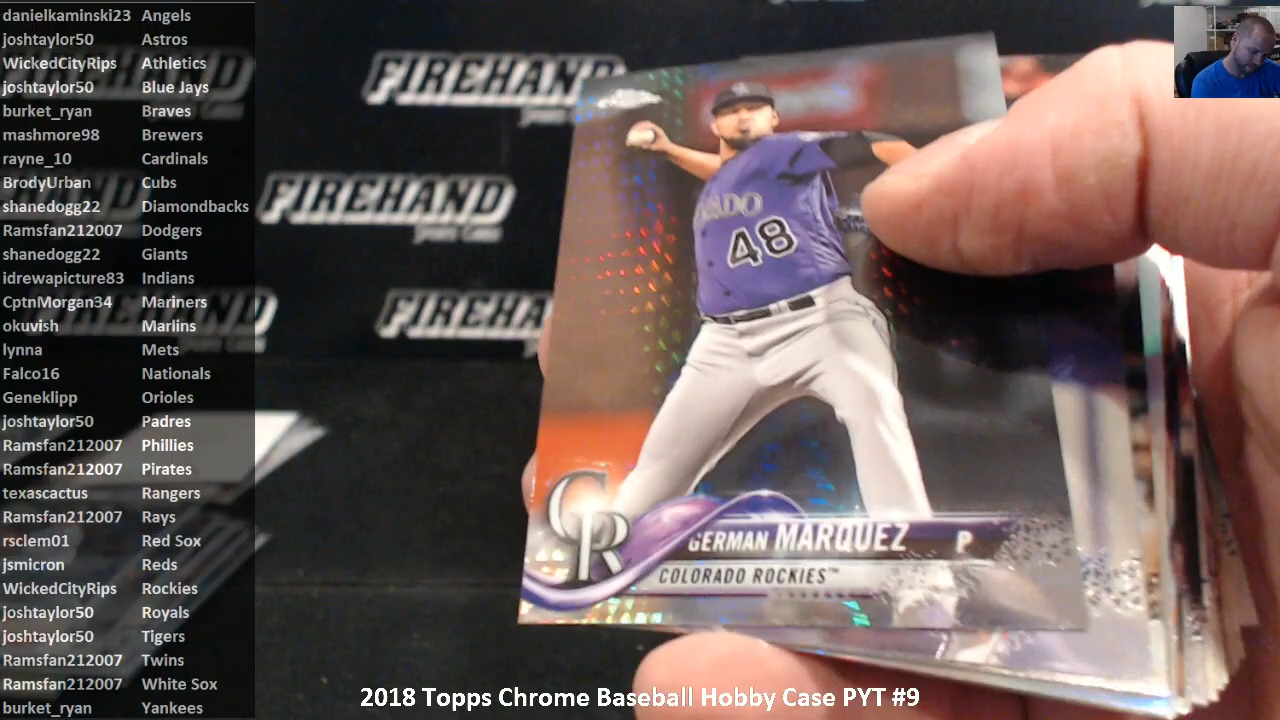 danielkaminski23 Angels
joshtaylor50 Astros
WickedCityRips Athletics
joshtaylor50 Blue Jays
burket_ryan Braves
mashmore98 Brewers
rayne_10 Cardinals
BrodyUrban Cubs
shanedogg22 Diamondbacks
Ramsfan212007 Dodgers
shanedogg22 Giants
idrewapicture83 Indians
CptnMorgan34 Mariners
okuvish Marlins
lynna Mets
Falco16 Nationals
Geneklipp Orioles
joshtaylor50 Padres
Ramsfan212007 Phillies
Ramsfan212007 Pirates
texascactus Rangers
Ramsfan212007 Rays
rsclem01 Red Sox
jsmicron Reds
WickedCityRips Rockies
joshtaylor50 Royals
joshtaylor50 Tigers
Ramsfan212007 Twins
Ramsfan212007 White Sox
burket_ryan Yankees
FIREHAND
FIREHAND
FIREHA
48
CR
GERMAN MARQUEZ P
COLORADO ROCKIES™
2018 Topps Chrome Baseball Hobby Case PYT #9